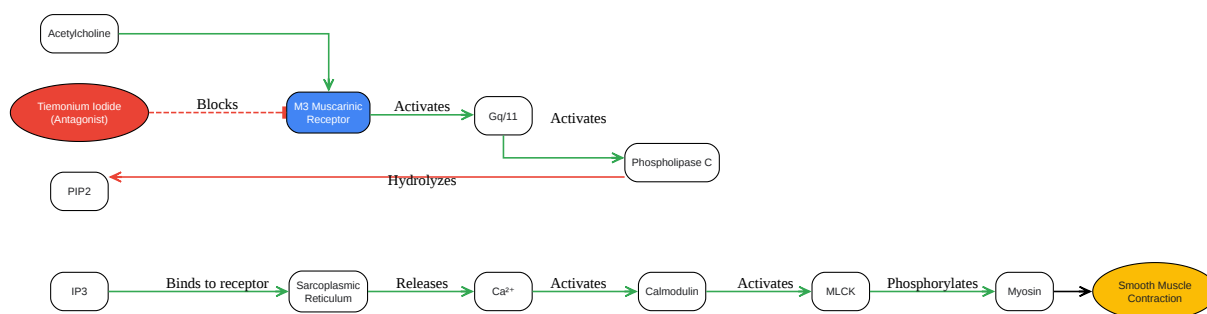 Acetylcholine
Tiemonium Iodide
(Antagonist)
Blocks
M3 Muscarinic
Receptor
Activates
Gq/11
Activates
Phospholipase C
Hydrolyzes
PIP2
IP3
Binds to receptor
Sarcoplasmic
Reticulum
Releases
Ca²⁺
Activates
Calmodulin
Activates
MLCK
Phosphorylates
Myosin
Smooth Muscle
Contraction